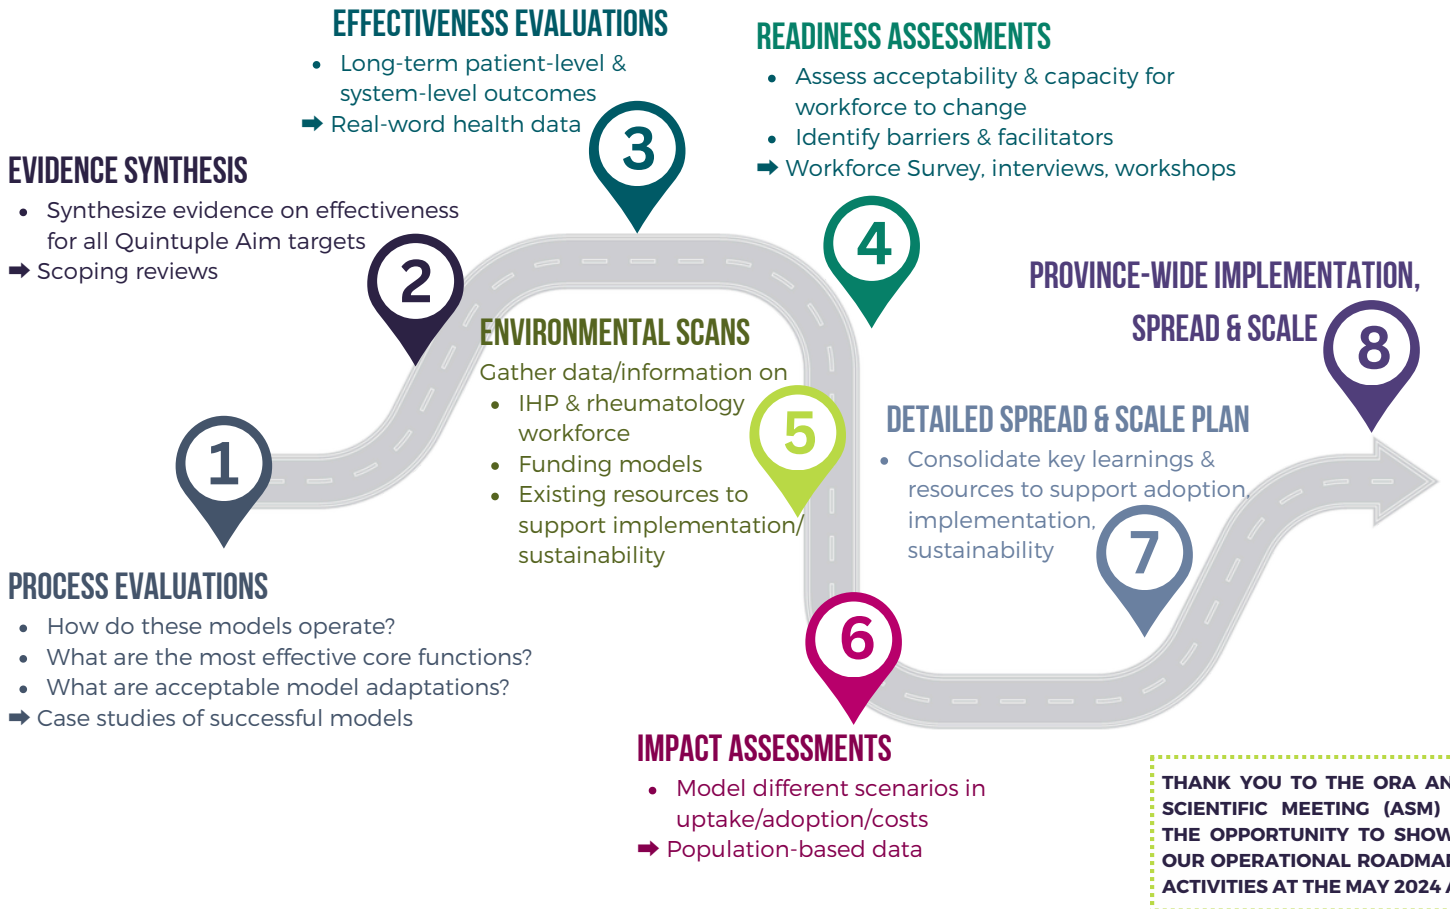 EFFECTIVENESS EVALUATIONS
• Long-term patient-level &
system-level outcomes
➡ Real-word health data
3
READINESS ASSESSMENTS
• Assess acceptability & capacity for
workforce to change
• Identify barriers & facilitators
➡ Workforce Survey, interviews, workshops
4
EVIDENCE SYNTHESIS
• Synthesize evidence on effectiveness
for all Quintuple Aim targets
➡ Scoping reviews
2
ENVIRONMENTAL SCANS
Gather data/information on
• IHP & rheumatology
workforce
• Funding models
• Existing resources to
support implementation/
sustainability
5
PROVINCE-WIDE IMPLEMENTATION,
SPREAD & SCALE
8
DETAILED SPREAD & SCALE PLAN
• Consolidate key learnings &
resources to support adoption,
implementation,
sustainability
7
1
PROCESS EVALUATIONS
• How do these models operate?
• What are the most effective core functions?
• What are acceptable model adaptations?
➡ Case studies of successful models
6
IMPACT ASSESSMENTS
• Model different scenarios in
uptake/adoption/costs
➡ Population-based data
THANK YOU TO THE ORA
SCIENTIFIC MEETING (ASM)
THE OPPORTUNITY TO
OUR OPERATIONAL
ACTIVITIES AT THE MAY 2024